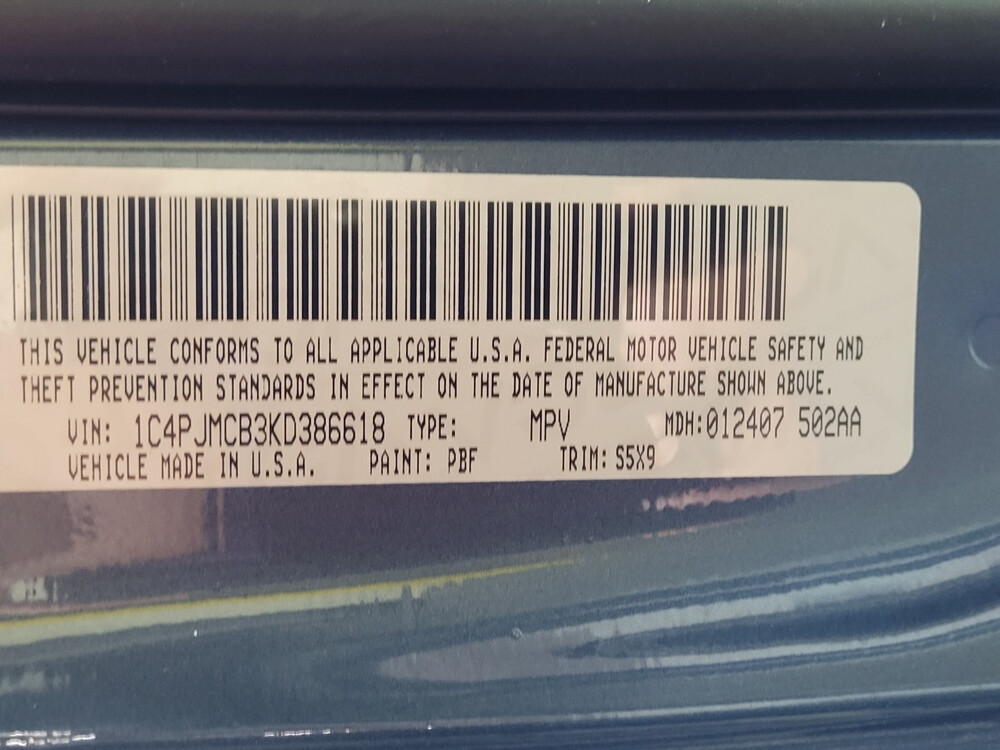 THIS VEHICLE CONFORMS TO ALL APPLICABLE U.S.A. FEDERAL MOTOR VEHICLE SAFETY AND
THEFT PREVENTION STANDARDS IN EFFECT ON THE DATE OF MANUFACTURE SHOWN ABOVE.
VIN: 1C4PJMCB3KD386618 TYPE: MPV MDH:012407 502AA
VEHICLE MADE IN U.S.A. PAINT: PBF TRIM: S5X9